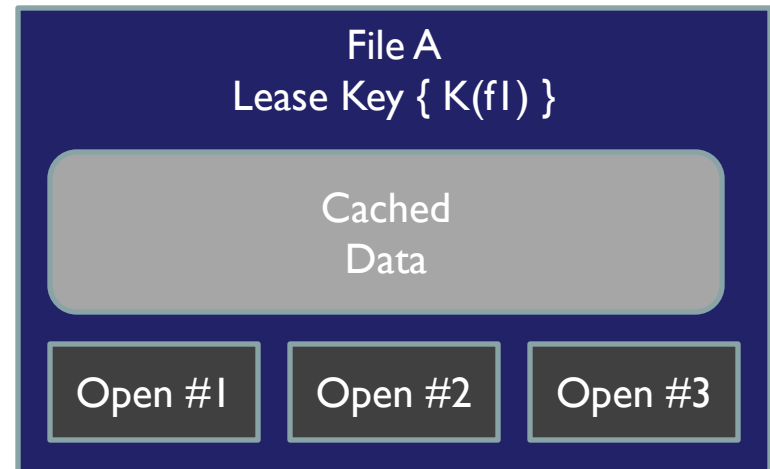 File A
Lease Key { K(f1) }
Cached
Data
Open #1
Open #2
Open #3